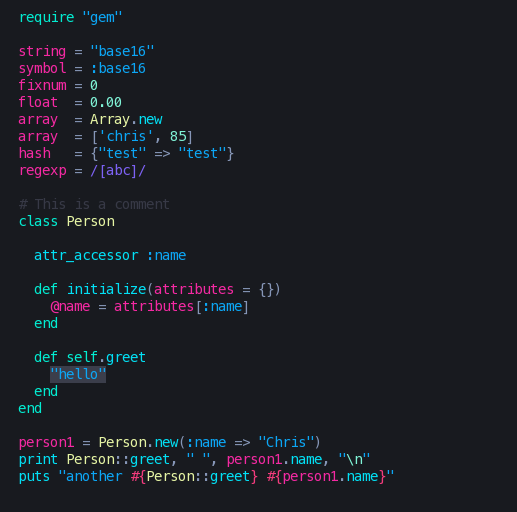 require "gem"

string = "base16"
symbol = :base16
fixnum = 0
float  = 0.00
array  = Array.new
array  = ['chris', 85]
hash   = {"test" => "test"}
regexp = /[abc]/

# This is a comment
class Person

  attr_accessor :name

  def initialize(attributes = {})
    @name = attributes[:name]
  end

  def self.greet
    "hello"
  end
end

person1 = Person.new(:name => "Chris")
print Person::greet, " ", person1.name, "\n"
puts "another #{Person::greet} #{person1.name}"